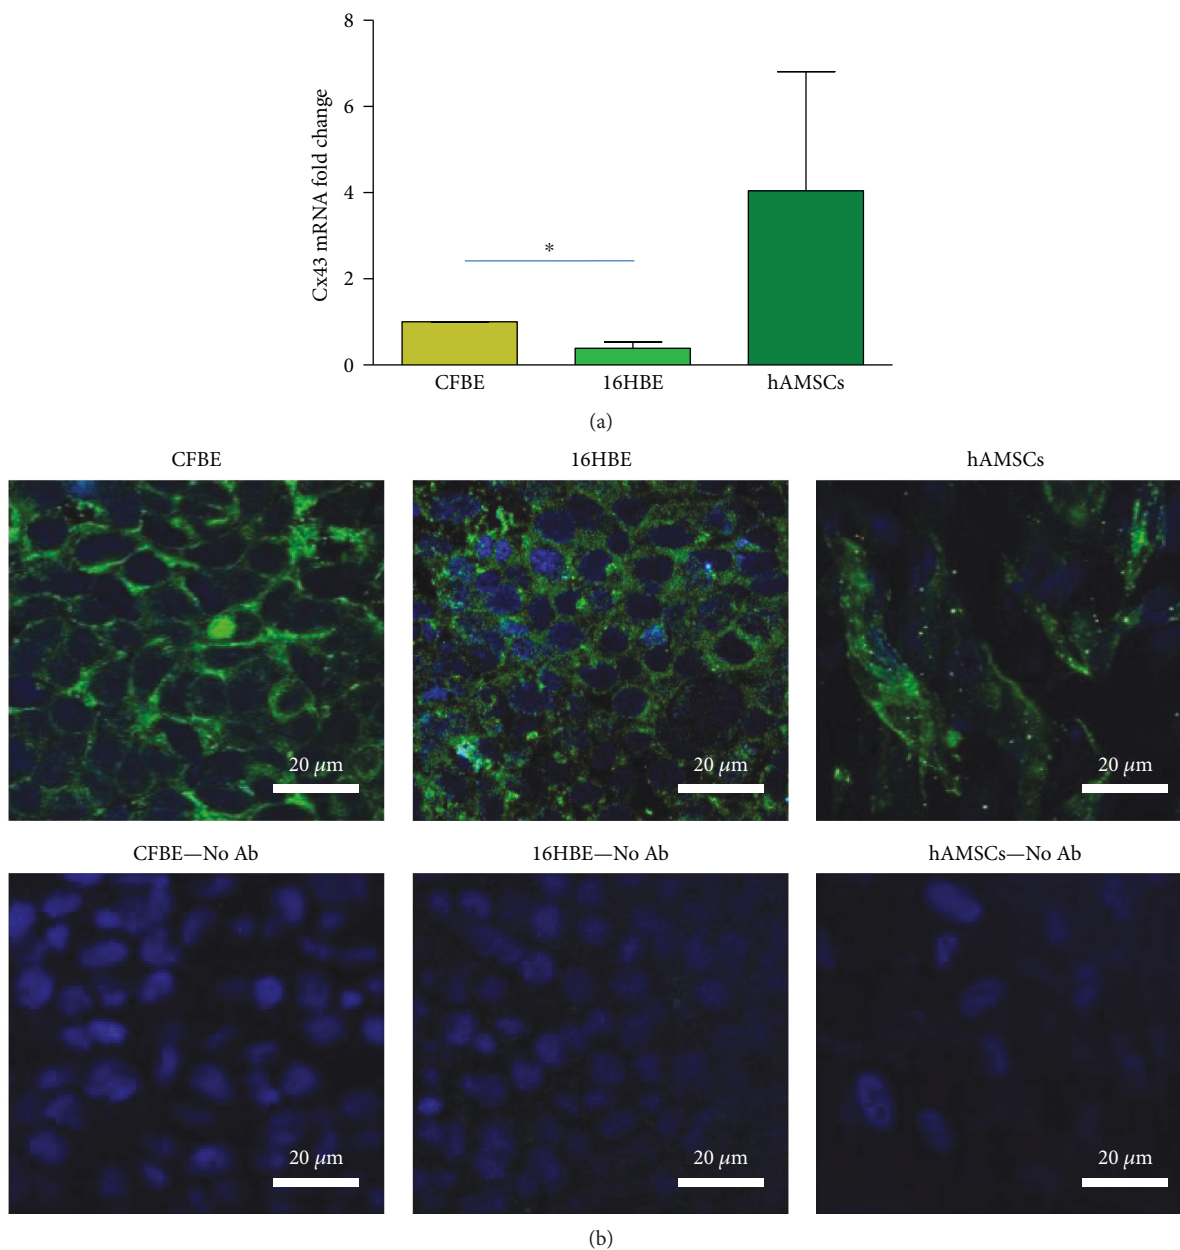 8
6
4
2
0
Cx43 mRNA fold change
*
CFBE 16HBE hAMSCs
(a)
CFBE 16HBE hAMSCs
20 μm 20 μm 20 μm
CFBE—No Ab 16HBE—No Ab hAMSCs—No Ab
20 μm 20 μm 20 μm
(b)